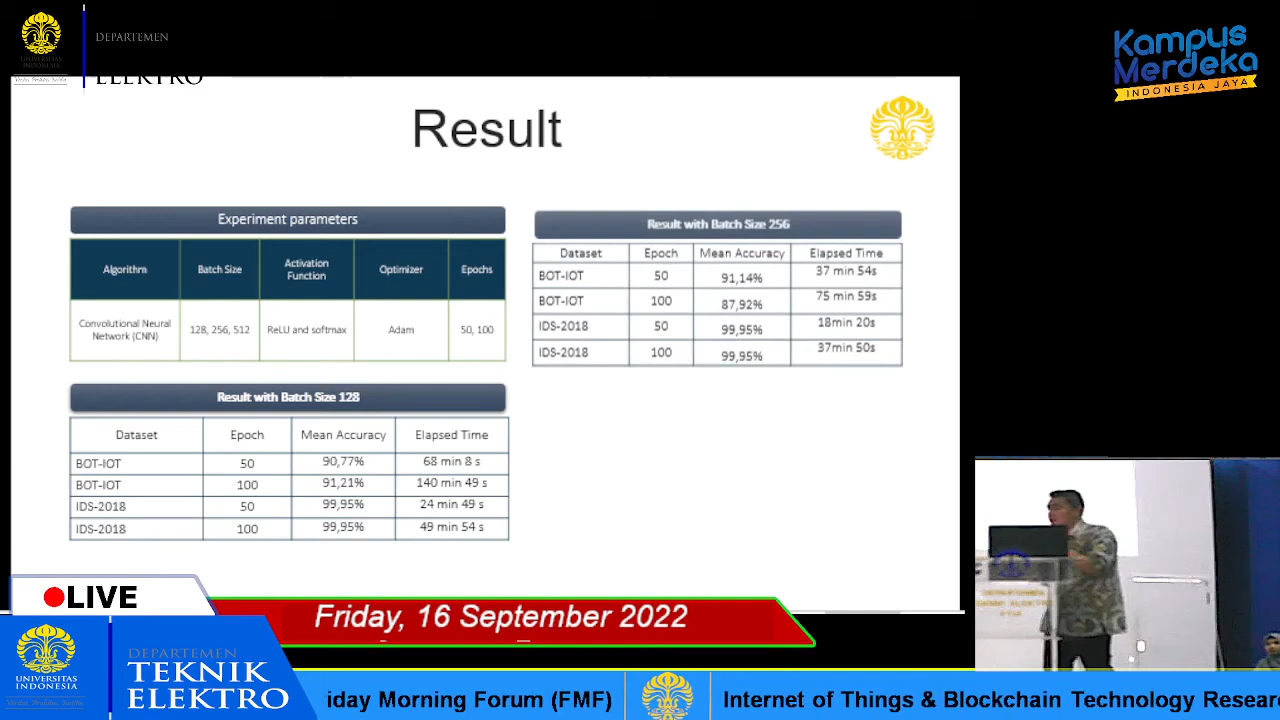 UNIVERSITAS
INDONESIA
DEPARTEMEN
ELEKTRO
Kampus
Merdeka
INDONESIA JAYA
Result
Experiment parameters
Algorithm Batch Size Activation Function Optimizer Epochs
Convolutional Neural Network (CNN) 128, 256, 512 ReLU and softmax Adam 50, 100
Result with Batch Size 128
Dataset Epoch Mean Accuracy Elapsed Time
BOT-IOT 50 90,77% 68 min 8 s
BOT-IOT 100 91,21% 140 min 49 s
IDS-2018 50 99,95% 24 min 49 s
IDS-2018 100 99,95% 49 min 54 s
Result with Batch Size 256
Dataset Epoch Mean Accuracy Elapsed Time
BOT-IOT 50 91,14% 37 min 54s
BOT-IOT 100 87,92% 75 min 59s
IDS-2018 50 99,95% 18min 20s
IDS-2018 100 99,95% 37min 50s
LIVE
Friday, 16 September 2022
UNIVERSITAS
INDONESIA
DEPARTEMEN
TEKNIK
ELEKTRO
iday Morning Forum (FMF)
Internet of Things & Blockchain Technology Resear